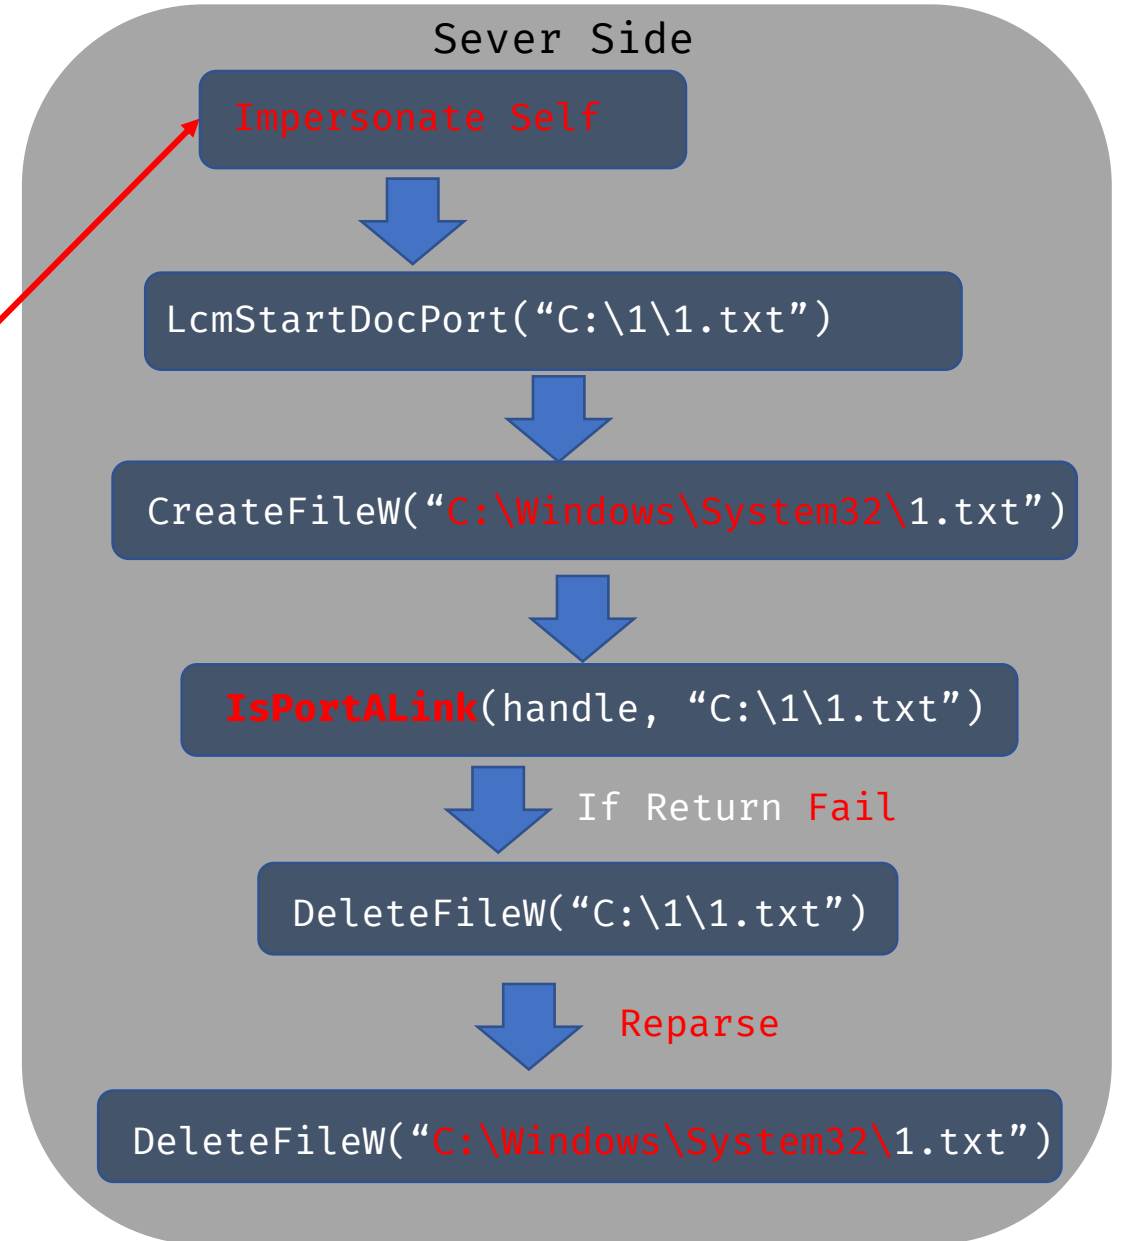 Sever Side
Impersonate Self
LcmStartDocPort(“C:\1\1.txt”)
CreateFileW(“C:\Windows\System32\1.txt”)
IsPortALink(handle, “C:\1\1.txt”)
If Return Fail
DeleteFileW(“C:\1\1.txt”)
Reparse
DeleteFileW(“C:\Windows\System32\1.txt”)